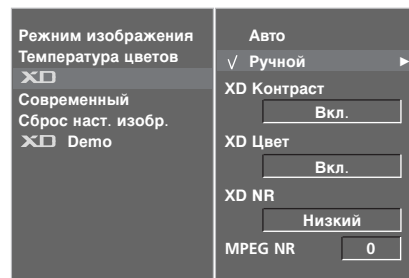 Режим изображения
Температура цветов
XD
Современный
Сброс наст. изобр.
XD Demo
Авто
√ Ручной ►
XD Контраст
Вкл.
XD Цвет
Вкл.
XD NR
Низкий
MPEG NR 0